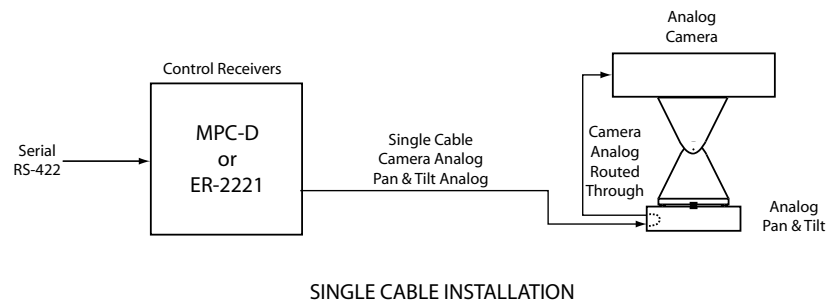 Analog
Camera
Control Receivers
MPC-D
or
ER-2221
Serial
RS-422
Single Cable
Camera Analog
Pan & Tilt Analog
Camera
Analog
Routed
Through
Analog
Pan & Tilt
SINGLE CABLE INSTALLATION